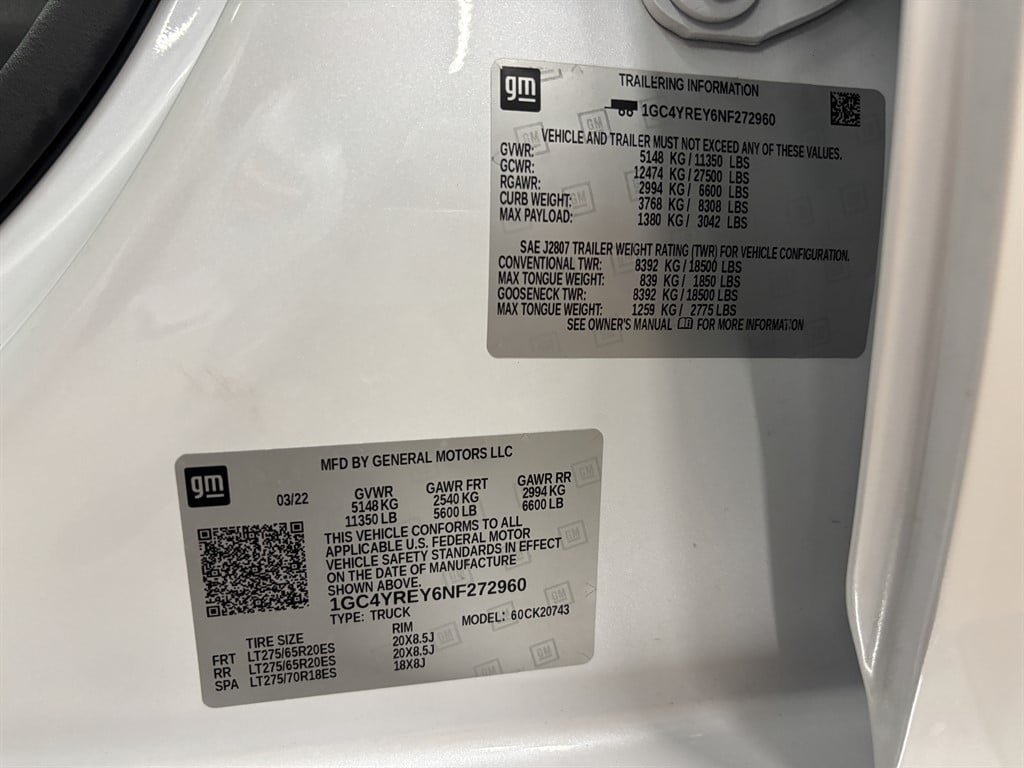 gm
TRAILERING INFORMATION
1GC4YREY6NF272960
VEHICLE AND TRAILER MUST NOT EXCEED ANY OF THESE VALUES.
GVWR: 5148 KG / 11350 LBS
GCWR: 12474 KG / 27500 LBS
RGAWR: 2994 KG / 6600 LBS
CURB WEIGHT: 3768 KG / 8308 LBS
MAX PAYLOAD: 1380 KG / 3042 LBS
SAE J2807 TRAILER WEIGHT RATING (TWR) FOR VEHICLE CONFIGURATION.
CONVENTIONAL TWR: 8392 KG / 18500 LBS
MAX TONGUE WEIGHT: 839 KG / 1850 LBS
GOOSENECK TWR: 8392 KG / 18500 LBS
MAX TONGUE WEIGHT: 1259 KG / 2775 LBS
SEE OWNER'S MANUAL FOR MORE INFORMATION
gm
MFD BY GENERAL MOTORS LLC
03/22 GVWR GAWR FRT GAWR RR
5148 KG 2540 KG 2994 KG
11350 LB 5600 LB 6600 LB
THIS VEHICLE CONFORMS TO ALL
APPLICABLE U.S. FEDERAL MOTOR
VEHICLE SAFETY STANDARDS IN EFFECT
ON THE DATE OF MANUFACTURE
SHOWN ABOVE.
1GC4YREY6NF272960
TYPE: TRUCK MODEL: 60CK20743
TIRE SIZE RIM
FRT LT275/65R20ES 20X8.5J
RR LT275/65R20ES 20X8.5J
SPA LT275/70R18ES 18X8J